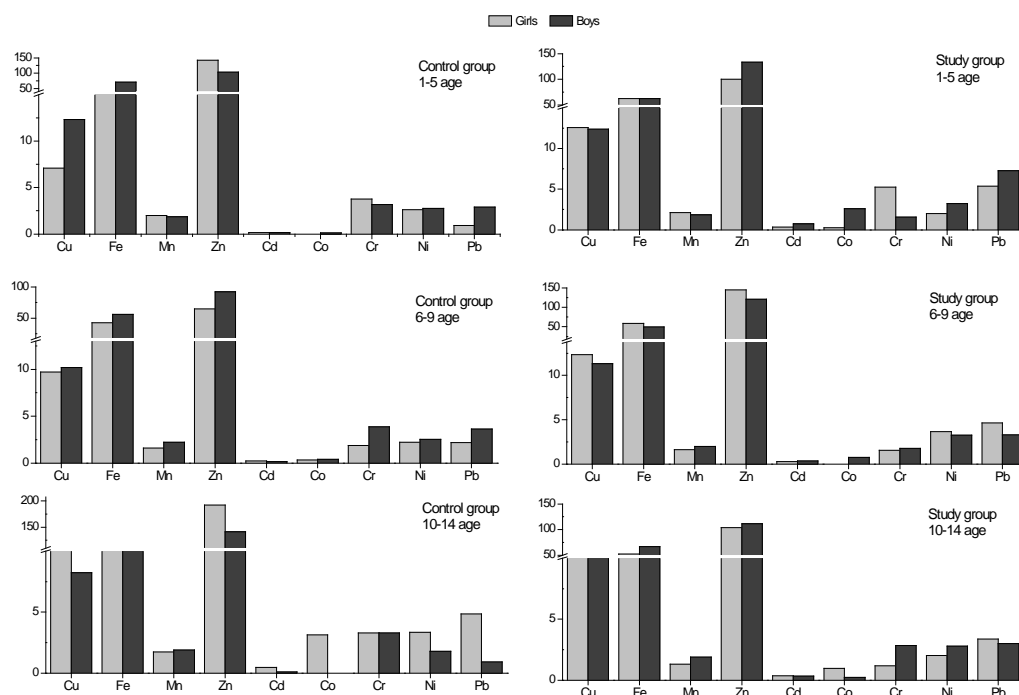 Girls Boys
150
100
50
10
5
0
Control group
1-5 age
Cu Fe Mn Zn Cd Co Cr Ni Pb
150
100
50
10
5
0
Study group
1-5 age
Cu Fe Mn Zn Cd Co Cr Ni Pb
100
50
10
5
0
Control group
6-9 age
Cu Fe Mn Zn Cd Co Cr Ni Pb
150
100
50
10
5
0
Study group
6-9 age
Cu Fe Mn Zn Cd Co Cr Ni Pb
200
150
5
0
Control group
10-14 age
Cu Fe Mn Zn Cd Co Cr Ni Pb
150
100
50
5
0
Study group
10-14 age
Cu Fe Mn Zn Cd Co Cr Ni Pb